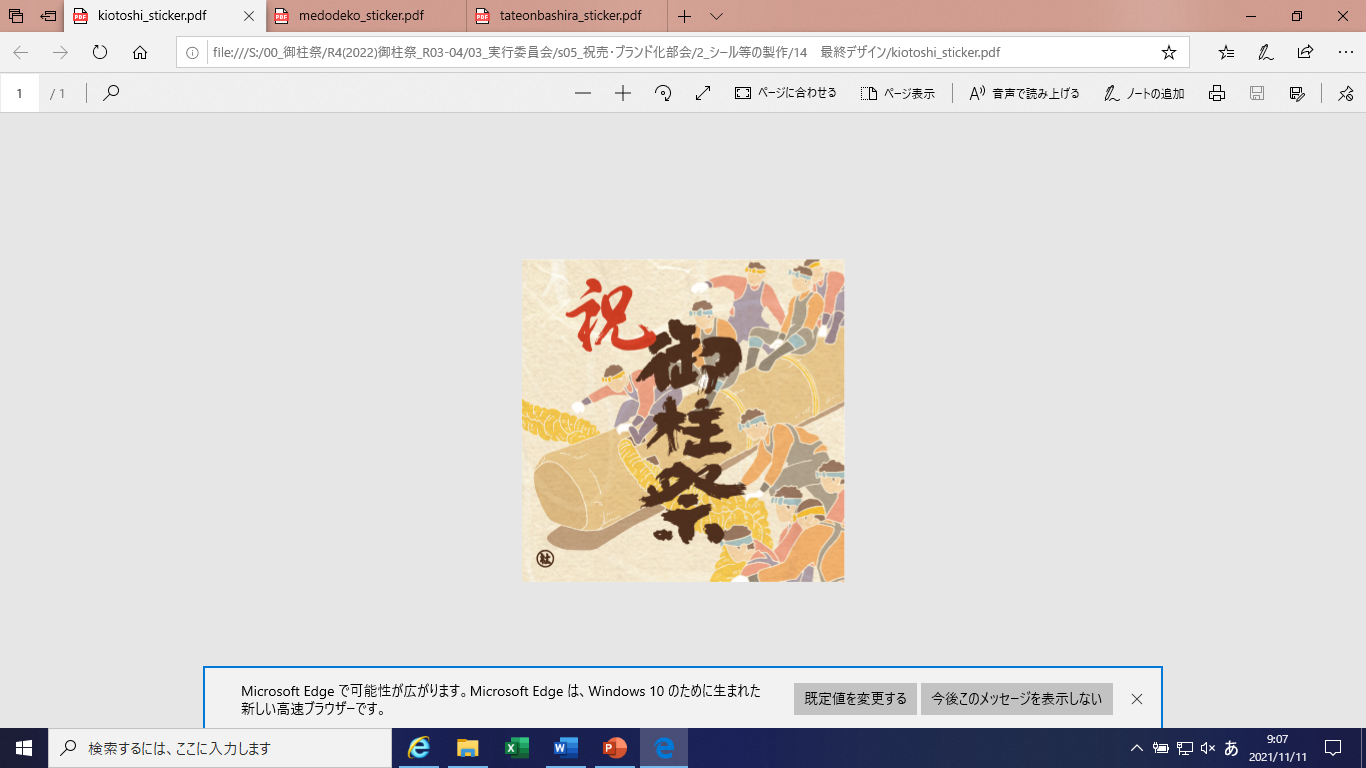 kiotoshi_sticker.pdf
medodeko_sticker.pdf
tateonbashira_sticker.pdf
file:///S:/00_御柱祭/R4(2022)御柱祭_R03-04/03_実行委員会/s05_祝売・ブランド化部会/2_シール等の製作/14　最終デザイン/kiotoshi_sticker.pdf
1 / 1
ページに合わせる
ページ表示
音声で読み上げる
ノートの追加
祝
御柱祭
社
Microsoft Edge で可能性が広がります。Microsoft Edge は、Windows 10 のために生まれた
新しい高速ブラウザーです。
既定値を変更する
今後このメッセージを表示しない
検索するには、ここに入力します
あ
9:07
2021/11/11